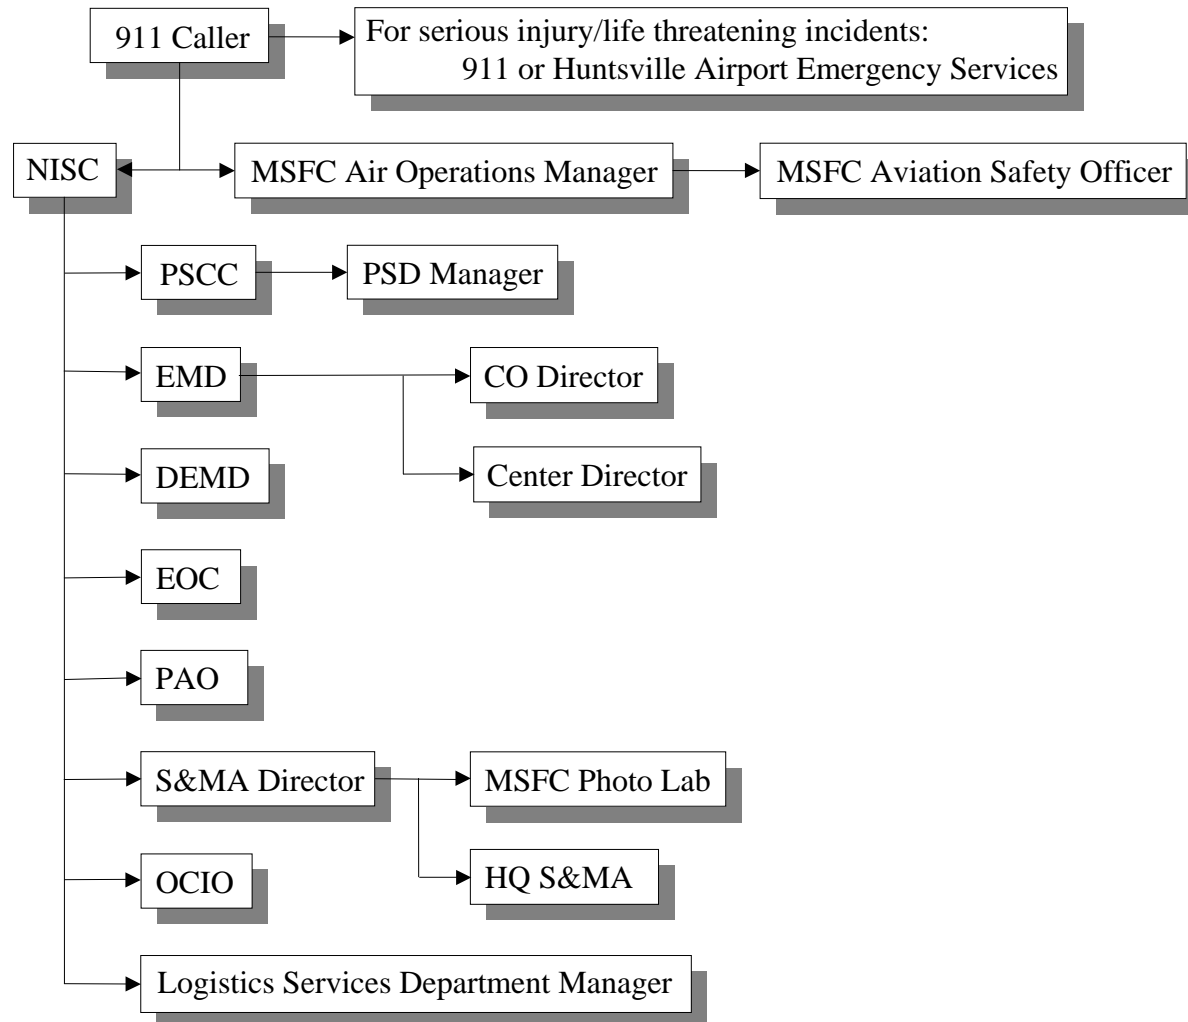 911 Caller
For serious injury/life threatening incidents:
911 or Huntsville Airport Emergency Services
NISC
MSFC Air Operations Manager
MSFC Aviation Safety Officer
PSCC
PSD Manager
EMD
CO Director
DEMD
Center Director
EOC
PAO
S&MA Director
MSFC Photo Lab
OCIO
HQ S&MA
Logistics Services Department Manager